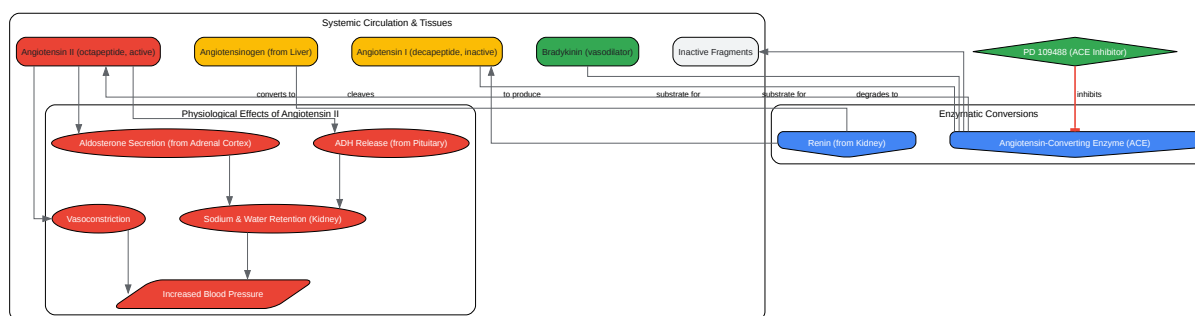 Systemic Circulation & Tissues
Angiotensin II (octapeptide, active)
Angiotensinogen (from Liver)
Angiotensin I (decapeptide, inactive)
Bradykinin (vasodilator)
Inactive Fragments
PD 109488 (ACE Inhibitor)
converts to
cleaves
to produce
substrate for
substrate for
degrades to
inhibits
Physiological Effects of Angiotensin II
Enzymatic Conversions
Aldosterone Secretion (from Adrenal Cortex)
ADH Release (from Pituitary)
Renin (from Kidney)
Angiotensin-Converting Enzyme (ACE)
Vasoconstriction
Sodium & Water Retention (Kidney)
Increased Blood Pressure